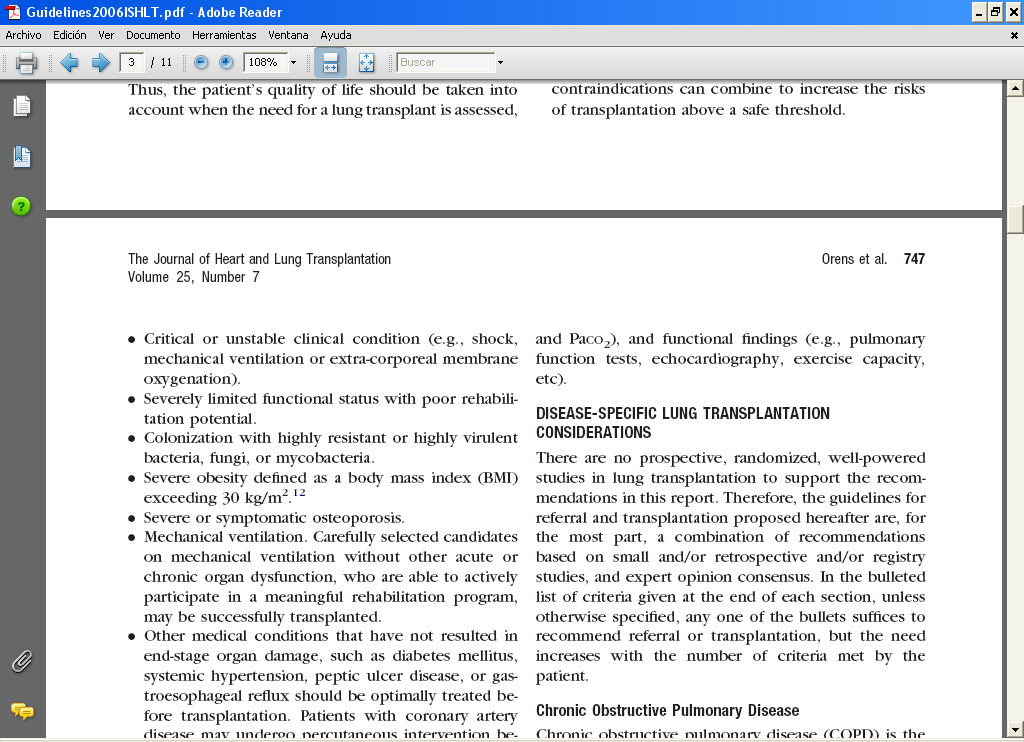 Guidelines2006ISHLT.pdf - Adobe Reader
Archivo Edición Ver Documento Herramientas Ventana Ayuda
3 / 11 108% Buscar
Thus, the patient's quality of life should be taken into
account when the need for a lung transplant is assessed,
contraindications can combine to increase the risks
of transplantation above a safe threshold.
The Journal of Heart and Lung Transplantation
Volume 25, Number 7
Orens et al. 747
• Critical or unstable clinical condition (e.g., shock,
mechanical ventilation or extra-corporeal membrane
oxygenation).
• Severely limited functional status with poor rehabili-
tation potential.
• Colonization with highly resistant or highly virulent
bacteria, fungi, or mycobacteria.
• Severe obesity defined as a body mass index (BMI)
exceeding 30 kg/m².¹²
• Severe or symptomatic osteoporosis.
• Mechanical ventilation. Carefully selected candidates
on mechanical ventilation without other acute or
chronic organ dysfunction, who are able to actively
participate in a meaningful rehabilitation program,
may be successfully transplanted.
• Other medical conditions that have not resulted in
end-stage organ damage, such as diabetes mellitus,
systemic hypertension, peptic ulcer disease, or gas-
troesophageal reflux should be optimally treated be-
fore transplantation. Patients with coronary artery
disease may undergo percutaneous intervention be-
and PaCO₂), and functional findings (e.g., pulmonary
function tests, echocardiography, exercise capacity,
etc).
DISEASE-SPECIFIC LUNG TRANSPLANTATION
CONSIDERATIONS
There are no prospective, randomized, well-powered
studies in lung transplantation to support the recom-
mendations in this report. Therefore, the guidelines for
referral and transplantation proposed hereafter are, for
the most part, a combination of recommendations
based on small and/or retrospective and/or registry
studies, and expert opinion consensus. In the bulleted
list of criteria given at the end of each section, unless
otherwise specified, any one of the bullets suffices to
recommend referral or transplantation, but the need
increases with the number of criteria met by the
patient.
Chronic Obstructive Pulmonary Disease
Chronic obstructive pulmonary disease (COPD) is the